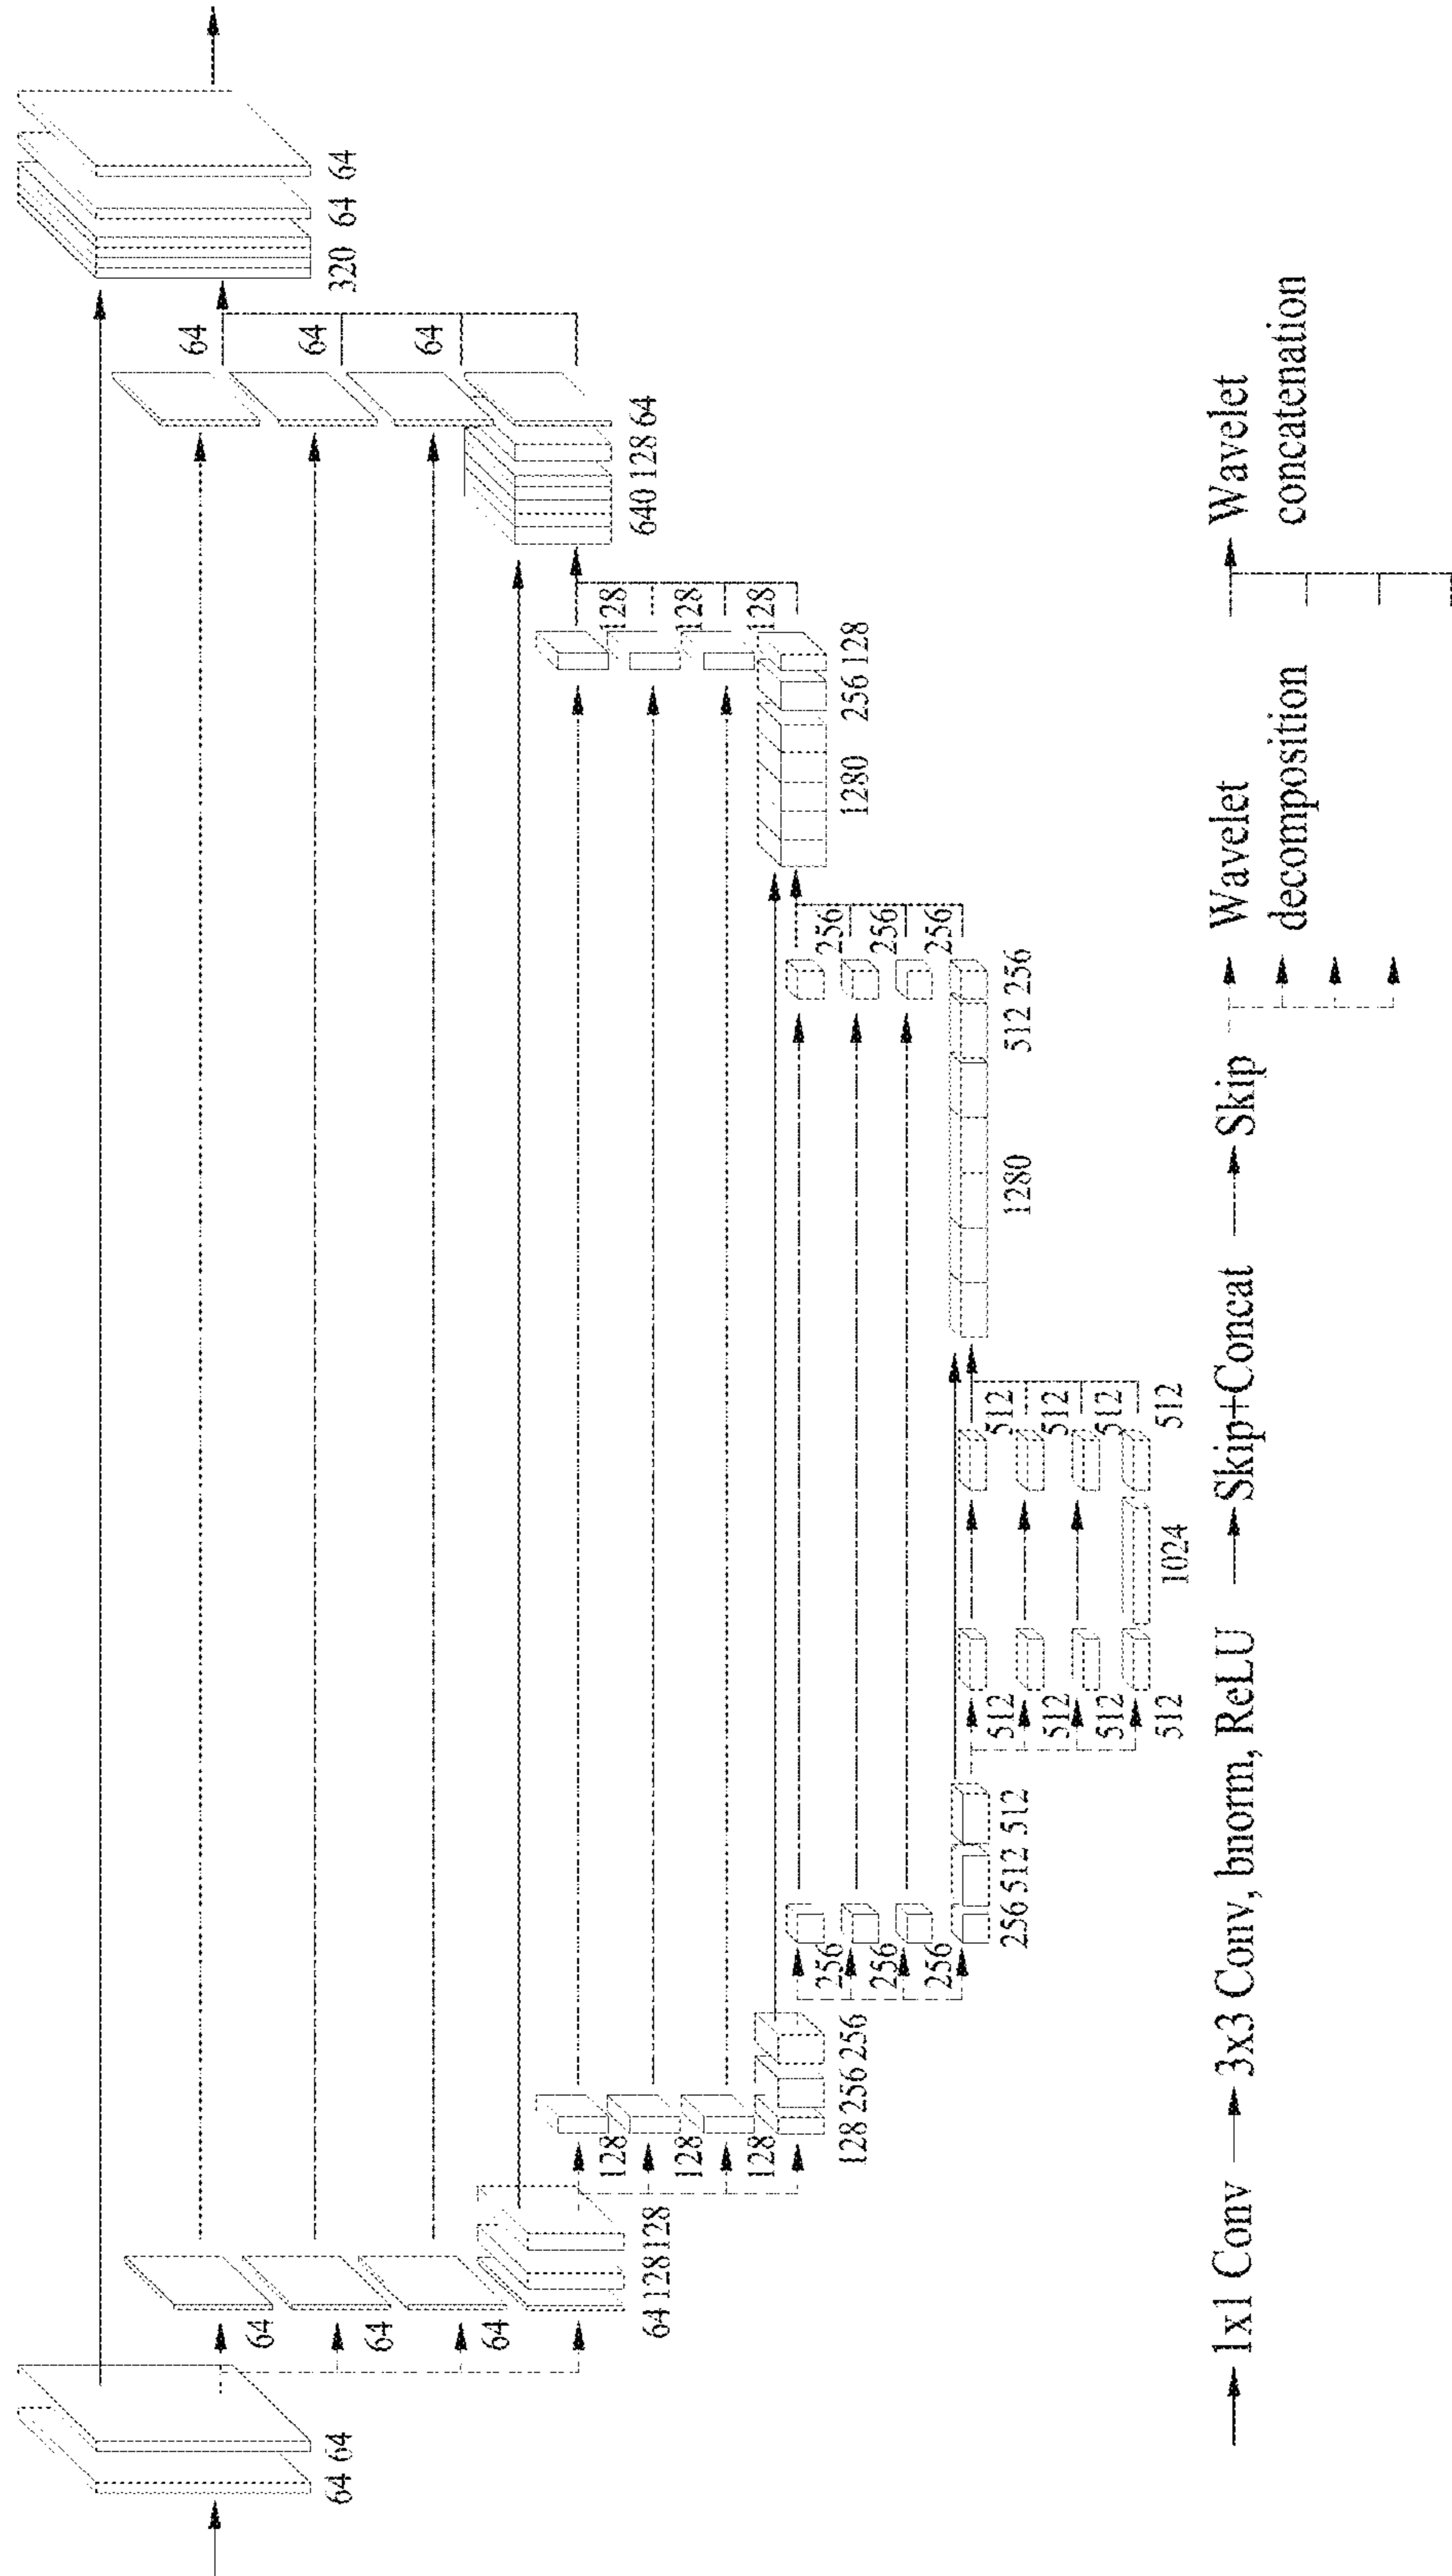 64
64
64
64 64
320 64 64
64
64
64
128
128
64 128 128
640 128 64
128
128
128
128
256
256
128 256 256
1280 256 128
256
256
256
256
512
512
256 512 512
1280 512 256
512
512
512
512
512 1024 512
1x1 Conv 3x3 Conv, bnorm, ReLU Skip+Concat Skip Wavelet Wavelet
decomposition concatenation